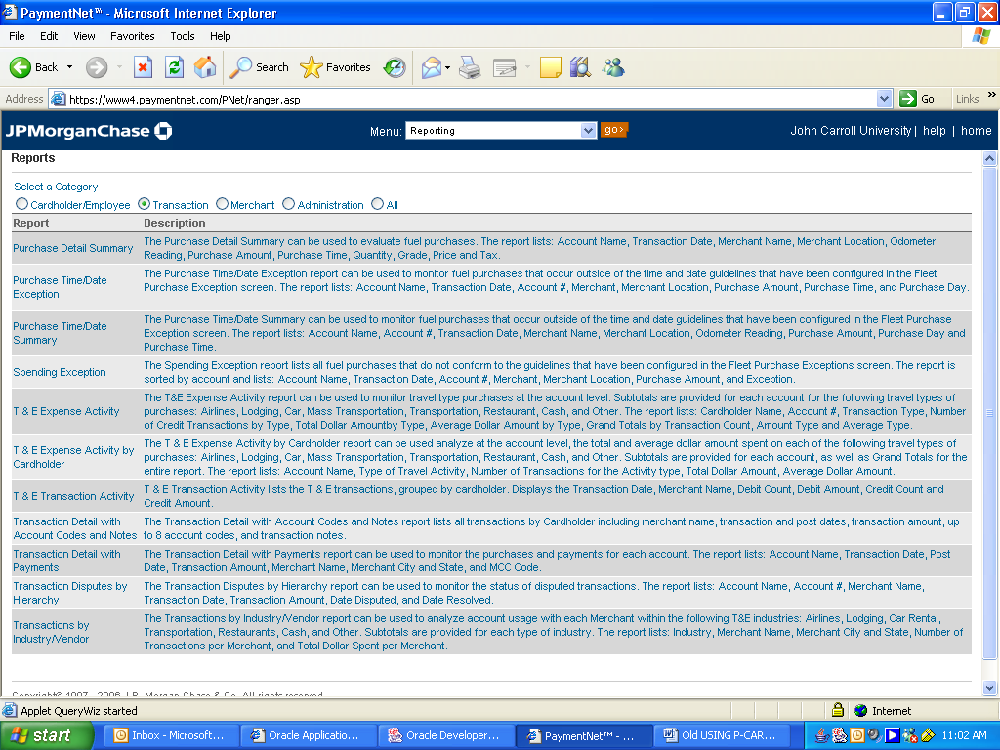 PaymentNet™ - Microsoft Internet Explorer
File Edit View Favorites Tools Help
Back Search Favorites
Address https://www4.paymentnet.com/PNet/ranger.asp Go Links »
JPMorganChase Menu: Reporting go› John Carroll University | help | home
Reports
Select a Category
Cardholder/Employee Transaction Merchant Administration All
Report Description
Purchase Detail Summary
The Purchase Detail Summary can be used to evaluate fuel purchases. The report lists: Account Name, Transaction Date, Merchant Name, Merchant Location, Odometer
Reading, Purchase Amount, Purchase Time, Quantity, Grade, Price and Tax.
Purchase Time/Date
Exception
The Purchase Time/Date Exception report can be used to monitor fuel purchases that occur outside of the time and date guidelines that have been configured in the Fleet
Purchase Exception screen. The report lists: Account Name, Transaction Date, Account #, Merchant, Merchant Location, Purchase Amount, Purchase Time, and Purchase Day.
Purchase Time/Date
Summary
The Purchase Time/Date Summary can be used to monitor fuel purchases that occur outside of the time and date guidelines that have been configured in the Fleet Purchase
Exception screen. The report lists: Account Name, Account #, Transaction Date, Merchant Name, Merchant Location, Odometer Reading, Purchase Amount, Purchase Day and
Purchase Time.
Spending Exception
The Spending Exception report lists all fuel purchases that do not conform to the guidelines that have been configured in the Fleet Purchase Exceptions screen. The report is
sorted by account and lists: Account Name, Transaction Date, Account #, Merchant, Merchant Location, Purchase Amount, and Exception.
T & E Expense Activity
The T&E Expense Activity report can be used to monitor travel type purchases at the account level. Subtotals are provided for each account for the following travel types of
purchases: Airlines, Lodging, Car, Mass Transportation, Transportation, Restaurant, Cash, and Other. The report lists: Cardholder Name, Account #, Transaction Type, Number
of Credit Transactions by Type, Total Dollar Amountby Type, Average Dollar Amount by Type, Grand Totals by Transaction Count, Amount Type and Average Type.
T & E Expense Activity by
Cardholder
The T & E Expense Activity by Cardholder report can be used analyze at the account level, the total and average dollar amount spent on each of the following travel types of
purchases: Airlines, Lodging, Car, Mass Transportation, Transportation, Restaurant, Cash, and Other. Subtotals are provided for each account, as well as Grand Totals for the
entire report. The report lists: Account Name, Type of Travel Activity, Number of Transactions for the Activity type, Total Dollar Amount, Average Dollar Amount.
T & E Transaction Activity
T & E Transaction Activity lists the T & E transactions, grouped by cardholder. Displays the Transaction Date, Merchant Name, Debit Count, Debit Amount, Credit Count and
Credit Amount.
Transaction Detail with
Account Codes and Notes
The Transaction Detail with Account Codes and Notes report lists all transactions by Cardholder including merchant name, transaction and post dates, transaction amount, up
to 8 account codes, and transaction notes.
Transaction Detail with
Payments
The Transaction Detail with Payments report can be used to monitor the purchases and payments for each account. The report lists: Account Name, Transaction Date, Post
Date, Transaction Amount, Merchant Name, Merchant City and State, and MCC Code.
Transaction Disputes by
Hierarchy
The Transaction Disputes by Hierarchy report can be used to monitor the status of disputed transactions. The report lists: Account Name, Account #, Merchant Name,
Transaction Date, Transaction Amount, Date Disputed, and Date Resolved.
Transactions by
Industry/Vendor
The Transactions by Industry/Vendor report can be used to analyze account usage with each Merchant within the following T&E industries: Airlines, Lodging, Car Rental,
Transportation, Restaurants, Cash, and Other. Subtotals are provided for each type of industry. The report lists: Industry, Merchant Name, Merchant City and State, Number of
Transactions per Merchant, and Total Dollar Spent per Merchant.
Copyright© 1997 - 2006 J.P. Morgan Chase & Co. All rights reserved.
Applet QueryWiz started Internet
start Inbox - Microsoft... Oracle Applicatio... Oracle Developer... PaymentNet™ - ... Old USING P-CAR... 11:02 AM